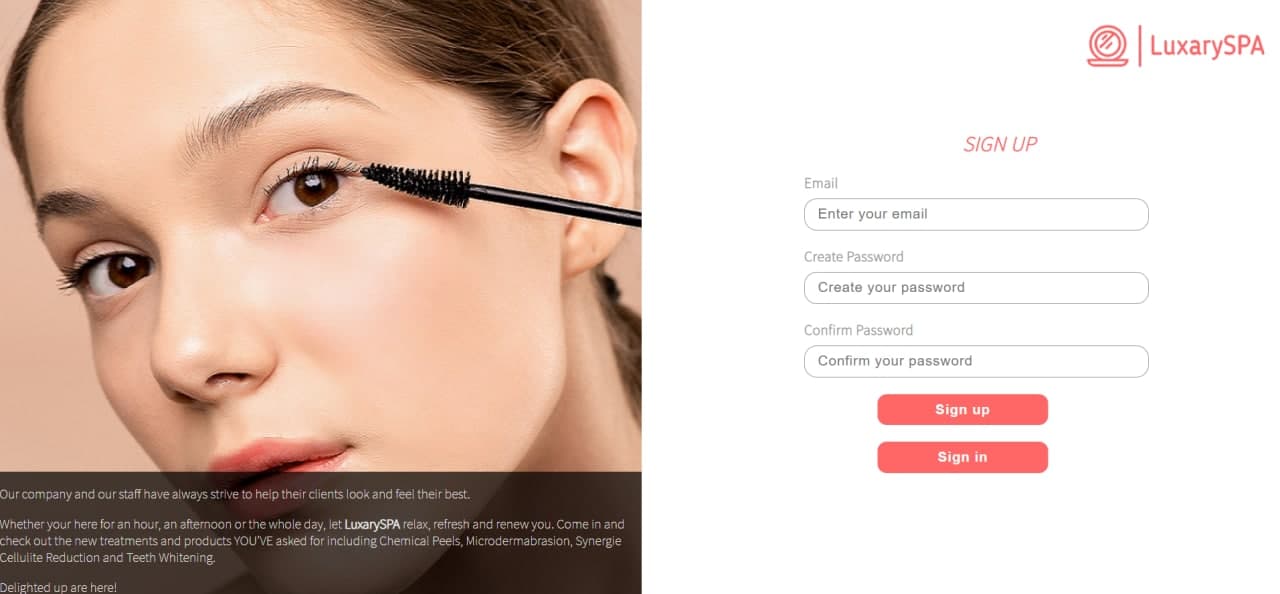 LuxarySPA
SIGN UP
Email
Enter your email
Create Password
Create your password
Confirm Password
Confirm your password
Sign up
Sign in
Our company and our staff have always strive to help their clients look and feel their best.
Whether your here for an hour, an afternoon or the whole day, let LuxarySPA relax, refresh and renew you. Come in and
check out the new treatments and products YOU'VE asked for including Chemical Peels, Microdermabrasion, Synergie
Cellulite Reduction and Teeth Whitening.
Delighted up are here!